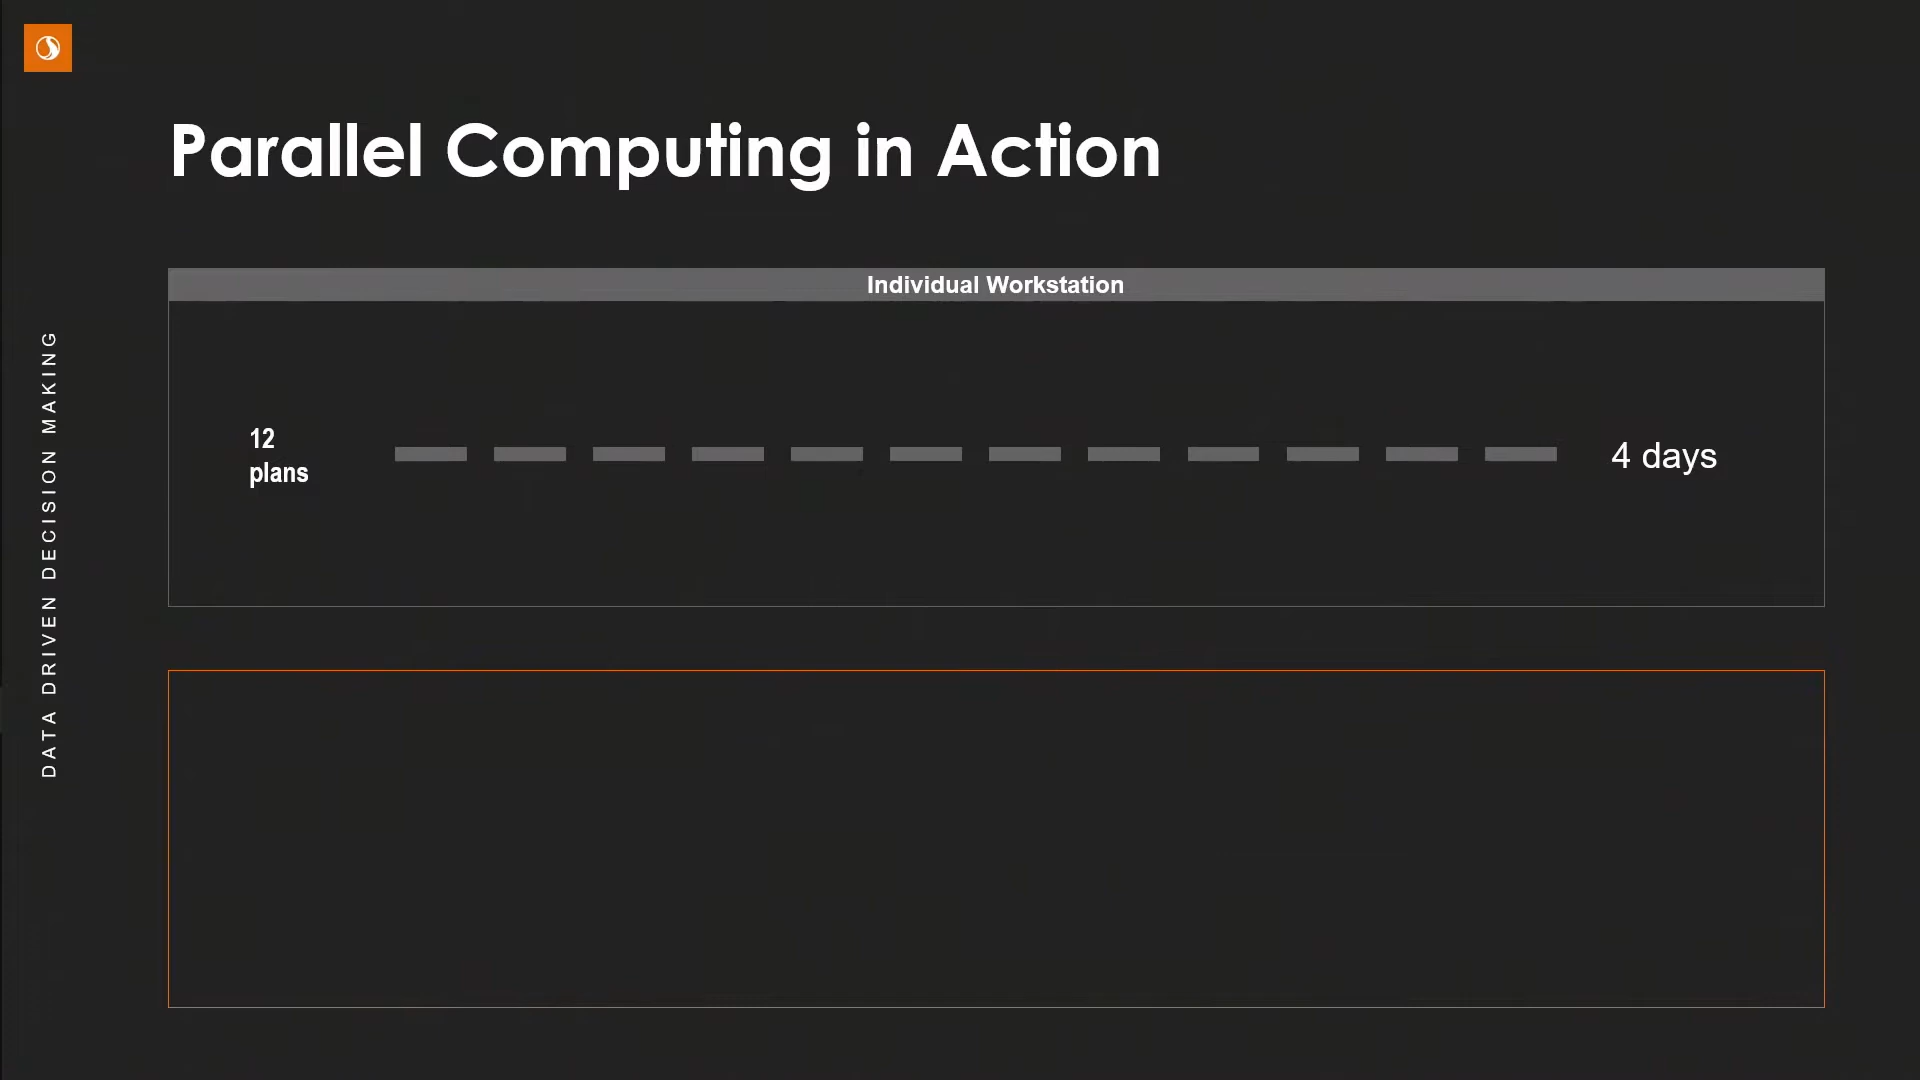 Parallel Computing in Action
Individual Workstation
12
plans
4 days
DATA DRIVEN DECISION MAKING